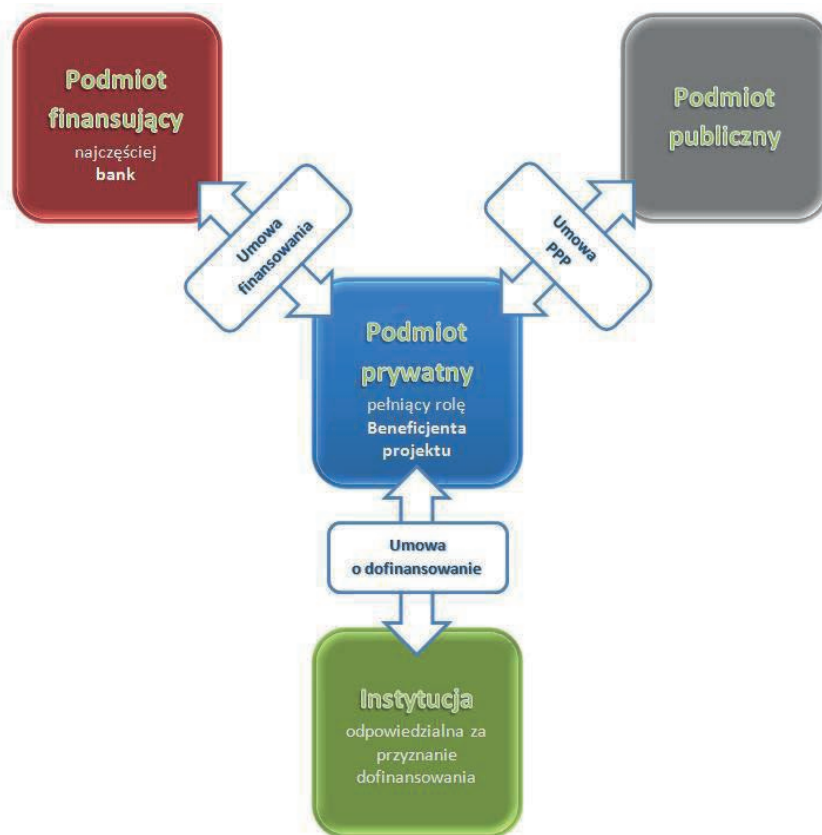 Podmiot
finansujący
najczęściej
bank
Podmiot
publiczny
Umowa
finansowania
Umowa
PPP
Podmiot
prywatny
pełniący rolę
Beneficjenta
projektu
Umowa
o dofinansowanie
Instytucja
odpowiedzialna za
przyznanie
dofinansowania